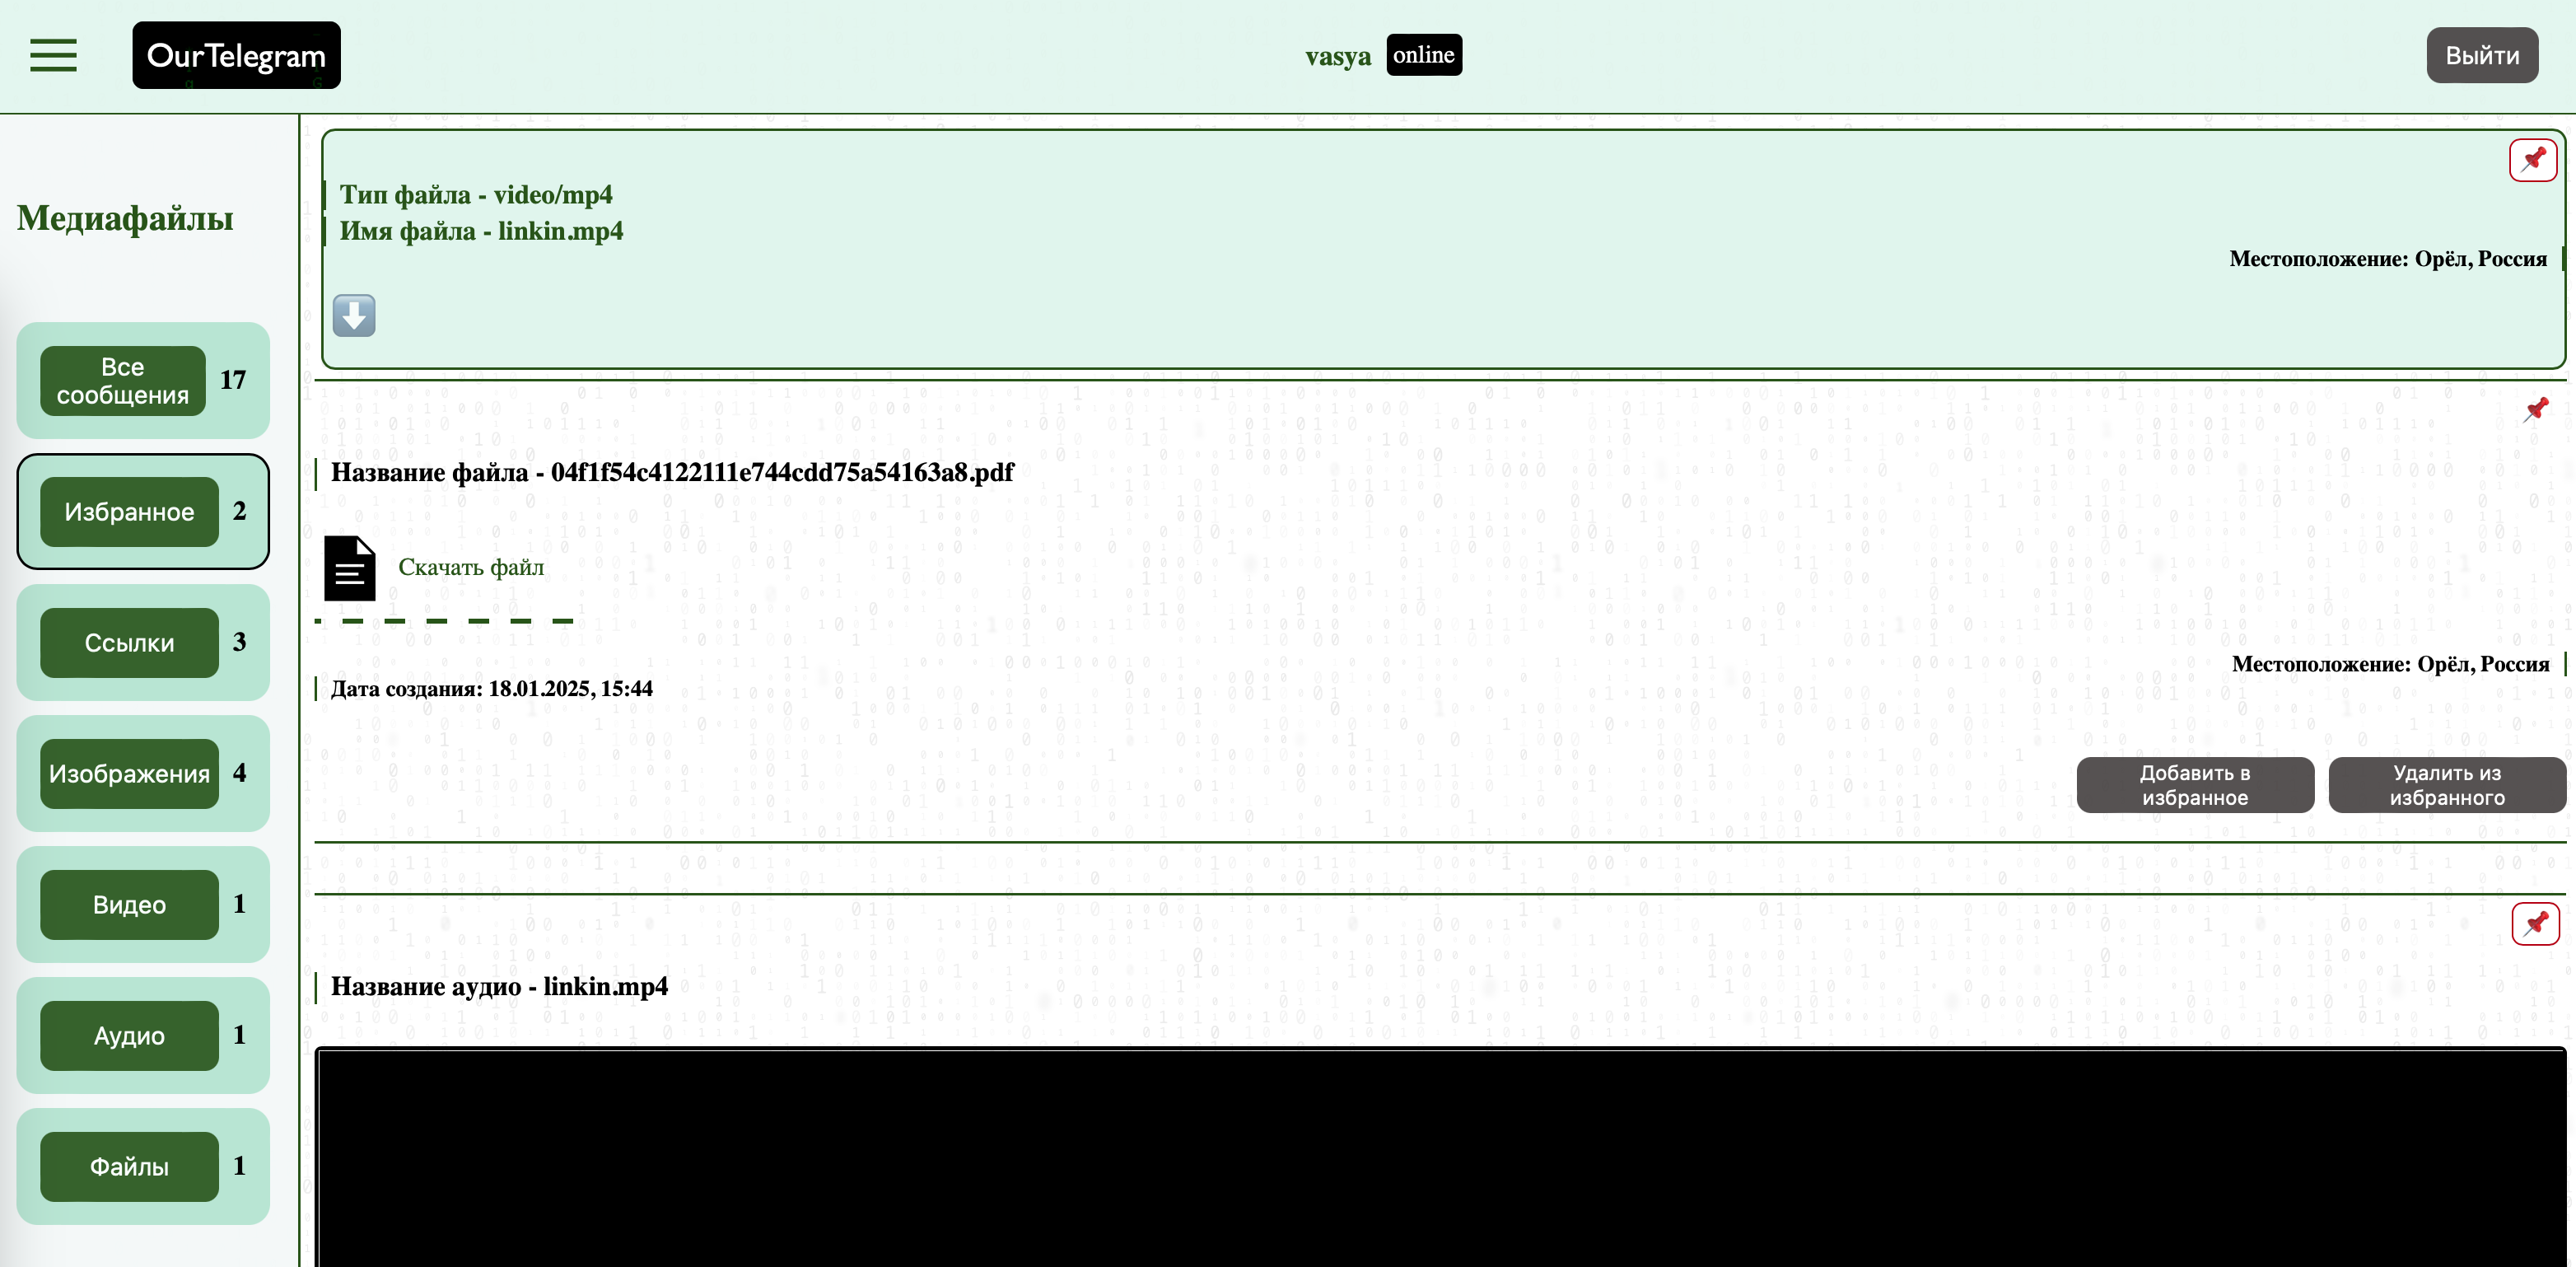 OurTelegram
vasya online
Выйти
Медиафайлы
Все
сообщения
17
Избранное 2
Ссылки 3
Изображения 4
Видео 1
Аудио 1
Файлы 1
Тип файла - video/mp4
Имя файла - linkin.mp4
Местоположение: Орёл, Россия
Название файла - 04f1f54c4122111e744cdd75a54163a8.pdf
Скачать файл
Местоположение: Орёл, Россия
Дата создания: 18.01.2025, 15:44
Добавить в
избранное
Удалить из
избранного
Название аудио - linkin.mp4